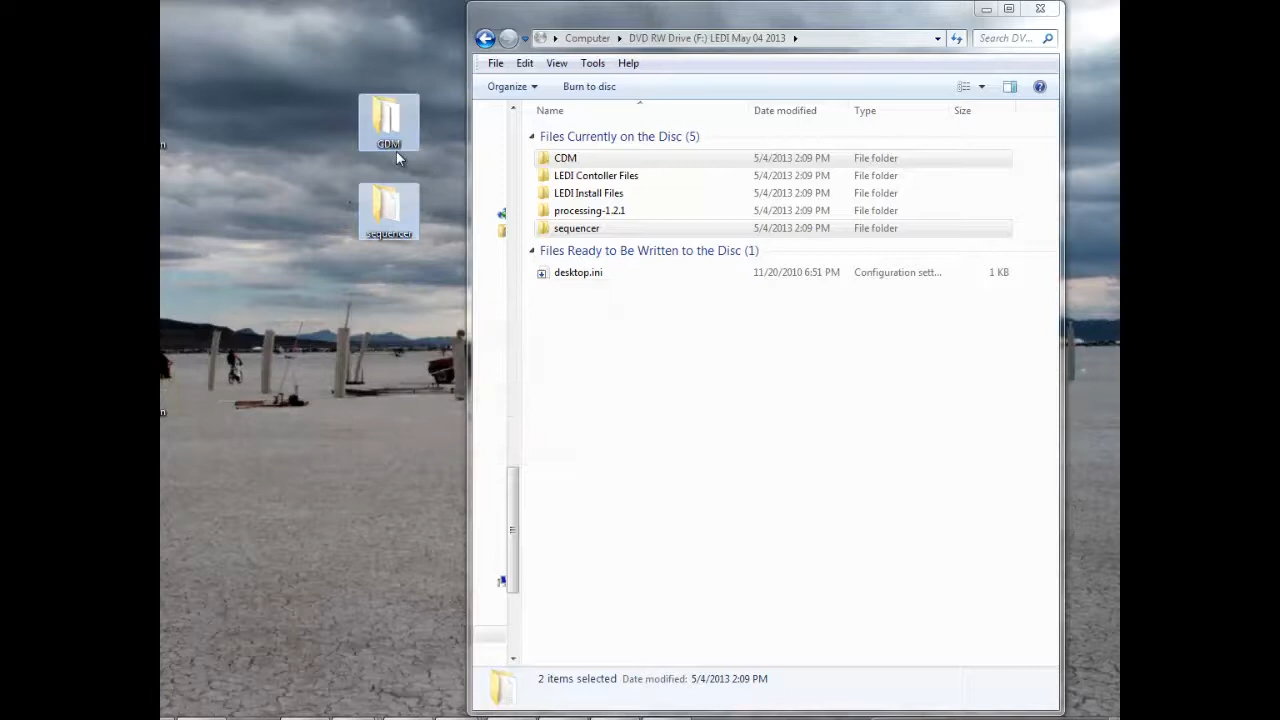 Computer DVD RW Drive (F:) LEDI May 04 2013 Search DV...
File Edit View Tools Help
Organize Burn to disc
Name Date modified Type Size
Files Currently on the Disc (5)
CDM 5/4/2013 2:09 PM File folder
LEDI Contoller Files 5/4/2013 2:09 PM File folder
LEDI Install Files 5/4/2013 2:09 PM File folder
processing-1.2.1 5/4/2013 2:09 PM File folder
sequencer 5/4/2013 2:09 PM File folder
Files Ready to Be Written to the Disc (1)
desktop.ini 11/20/2010 6:51 PM Configuration sett... 1 KB
2 items selected Date modified: 5/4/2013 2:09 PM
CDM
sequencer